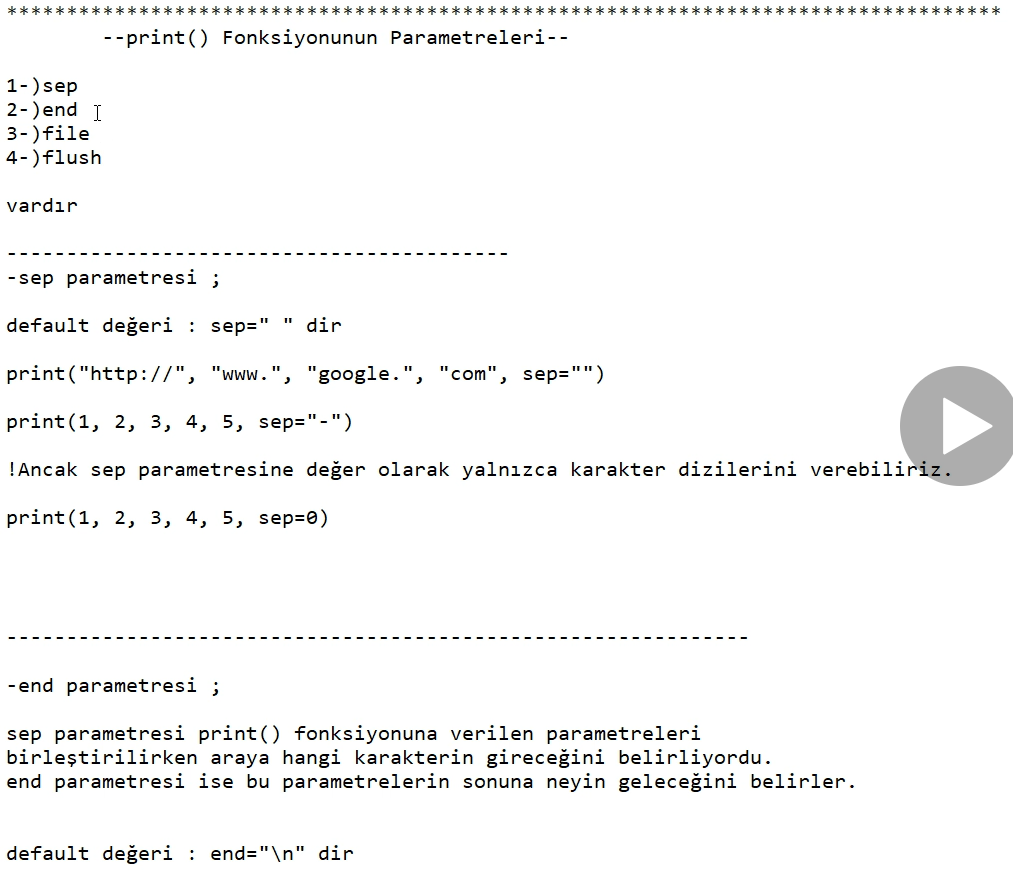 ***********************************************************************************
--print() Fonksiyonunun Parametreleri--
1-)sep
2-)end
3-)file
4-)flush
vardır
------------------------------------------
-sep parametresi ;
default değeri : sep=" " dir
print("http://", "www.", "google.", "com", sep="")
print(1, 2, 3, 4, 5, sep="-")
!Ancak sep parametresine değer olarak yalnızca karakter dizilerini verebiliriz.
print(1, 2, 3, 4, 5, sep=0)
--------------------------------------------------------------
-end parametresi ;
sep parametresi print() fonksiyonuna verilen parametreleri
birleştirilirken araya hangi karakterin gireceğini belirliyordu.
end parametresi ise bu parametrelerin sonuna neyin geleceğini belirler.
default değeri : end="\n" dir